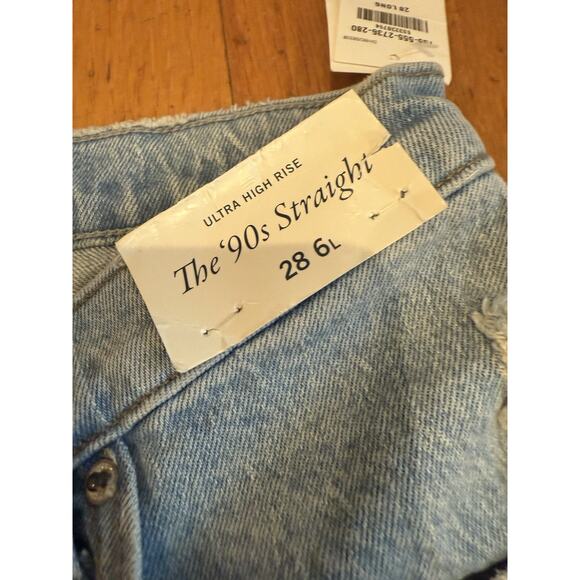 ULTRA HIGH RISE
The '90s Straight
28 6L
28 LONG